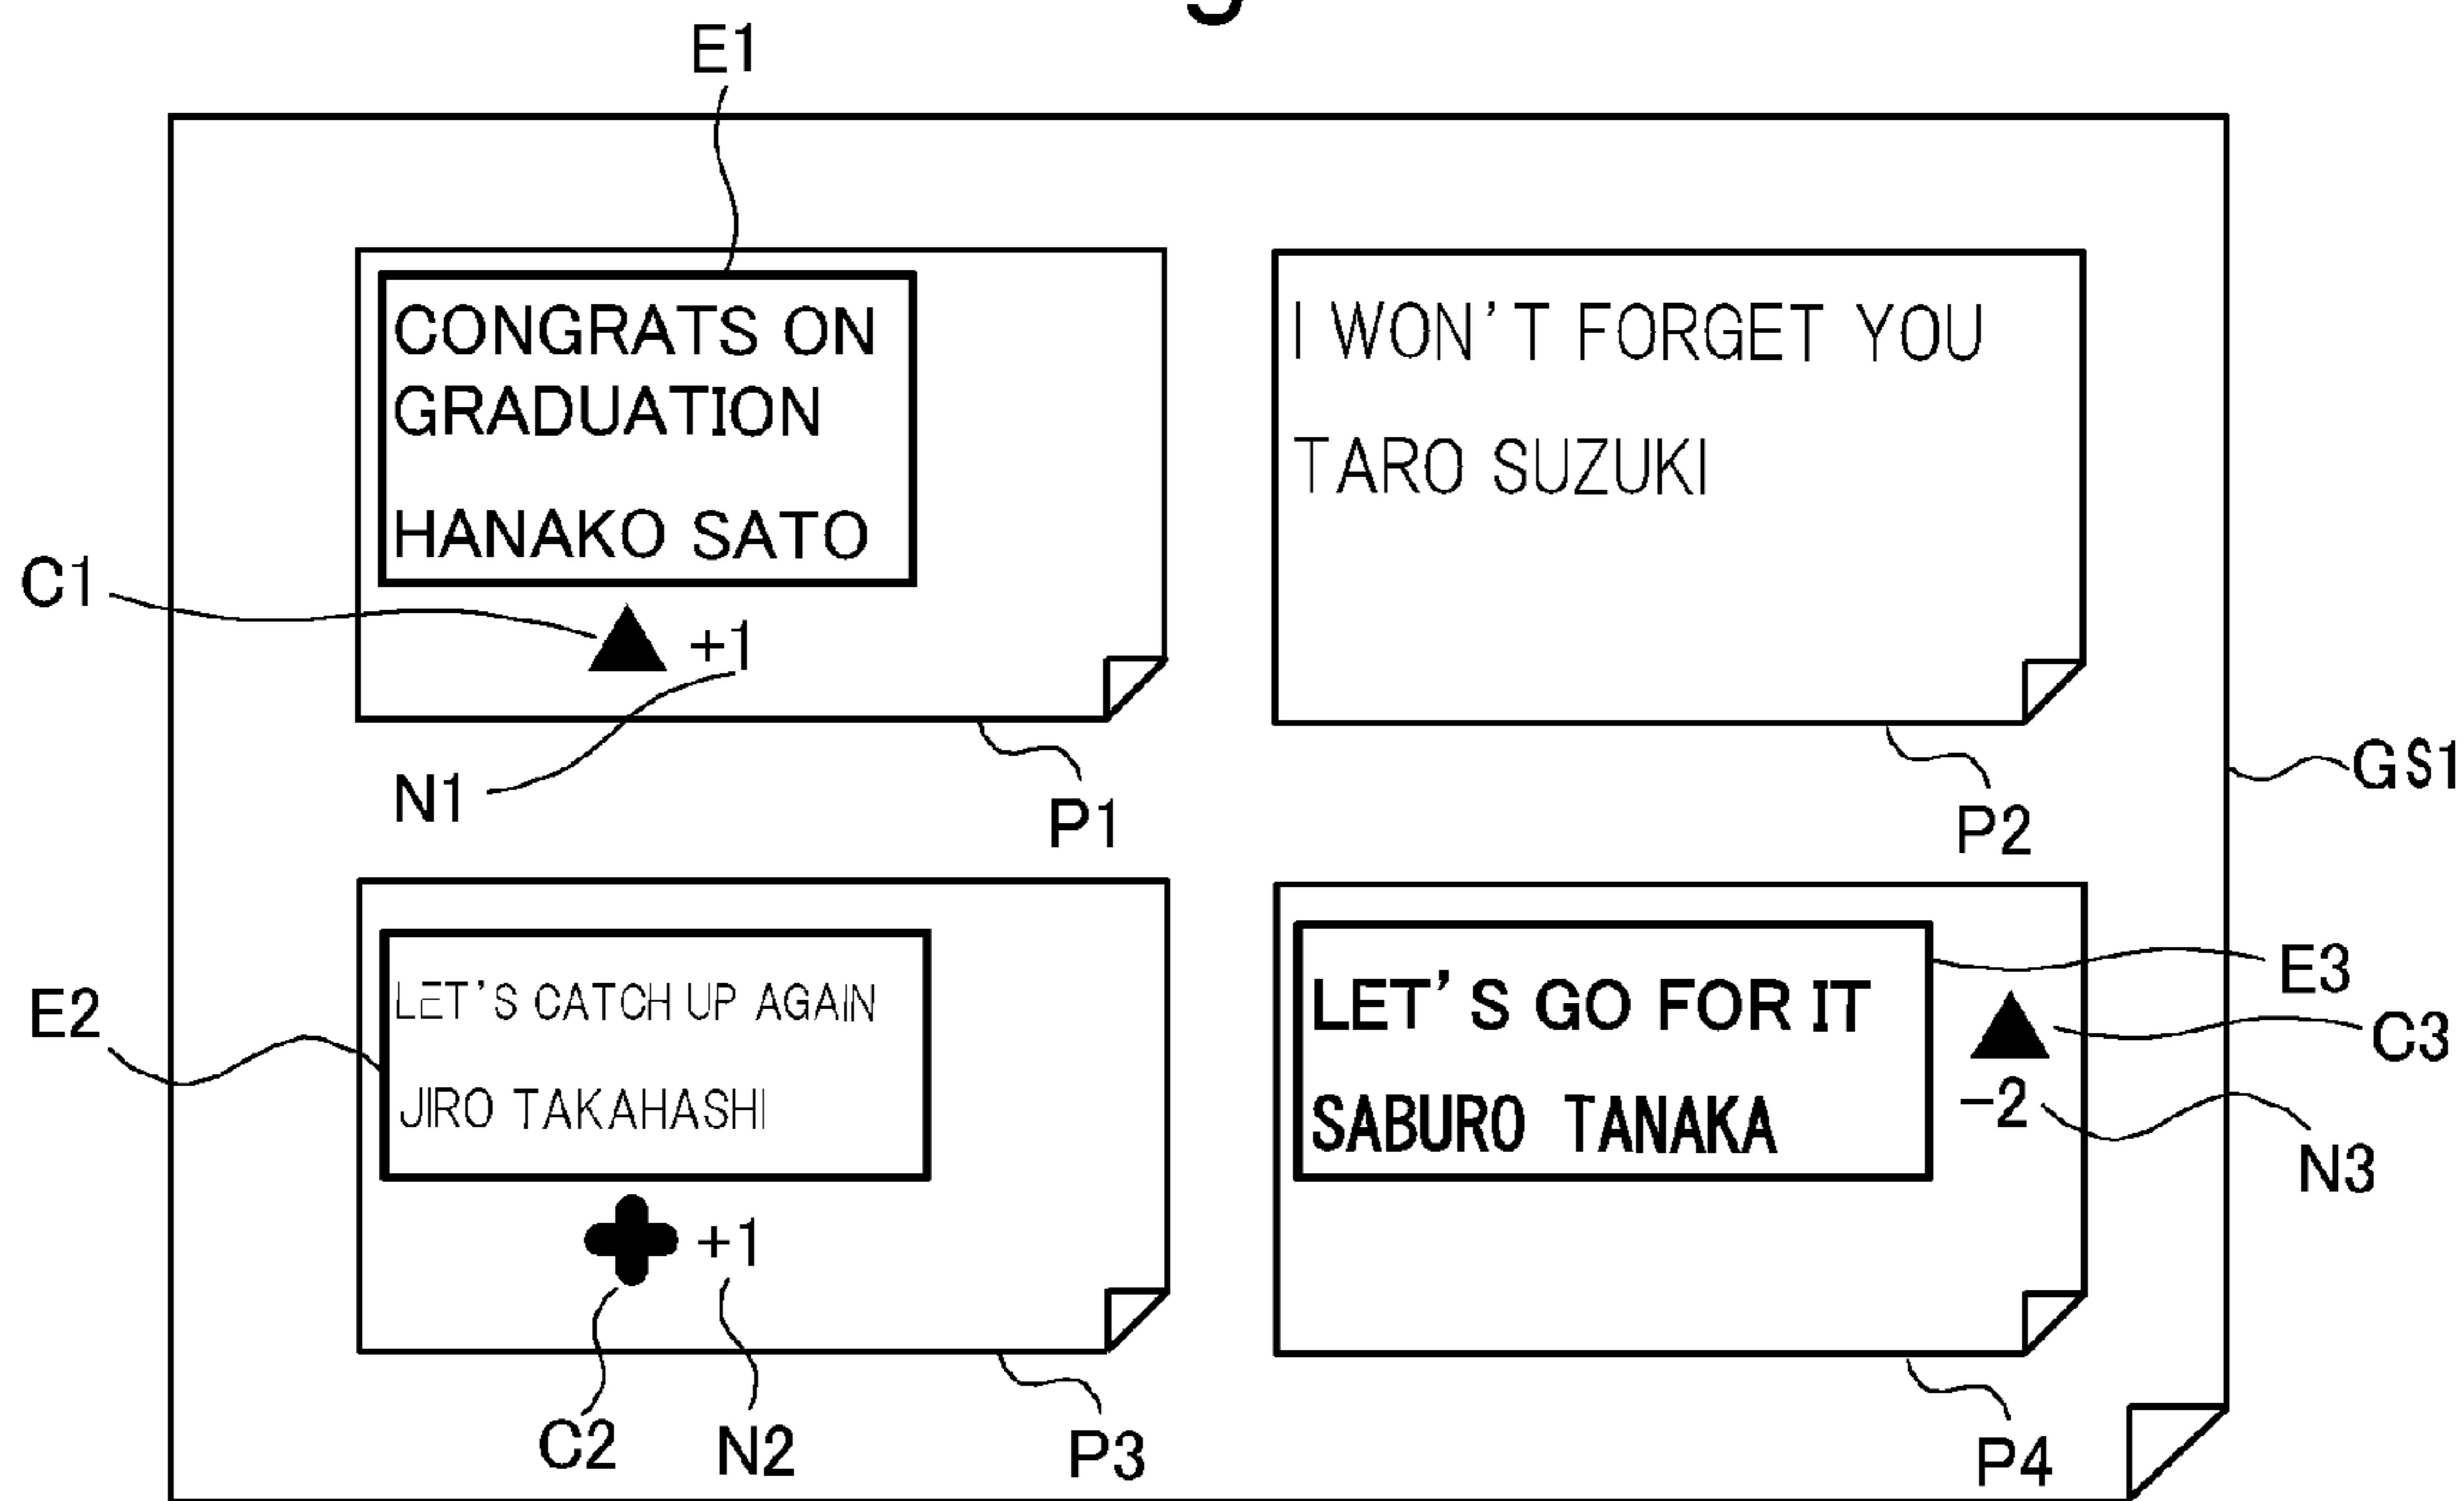 E1
CONGRATS ON
GRADUATION
HANAKO SATO
C1
+1
N1
P1
I WON'T FORGET YOU
TARO SUZUKI
P2
GS1
LET'S CATCH UP AGAIN
JIRO TAKAHASHI
E2
+1
C2
N2
P3
LET'S GO FOR IT
SABURO TANAKA
-2
E3
C3
N3
P4